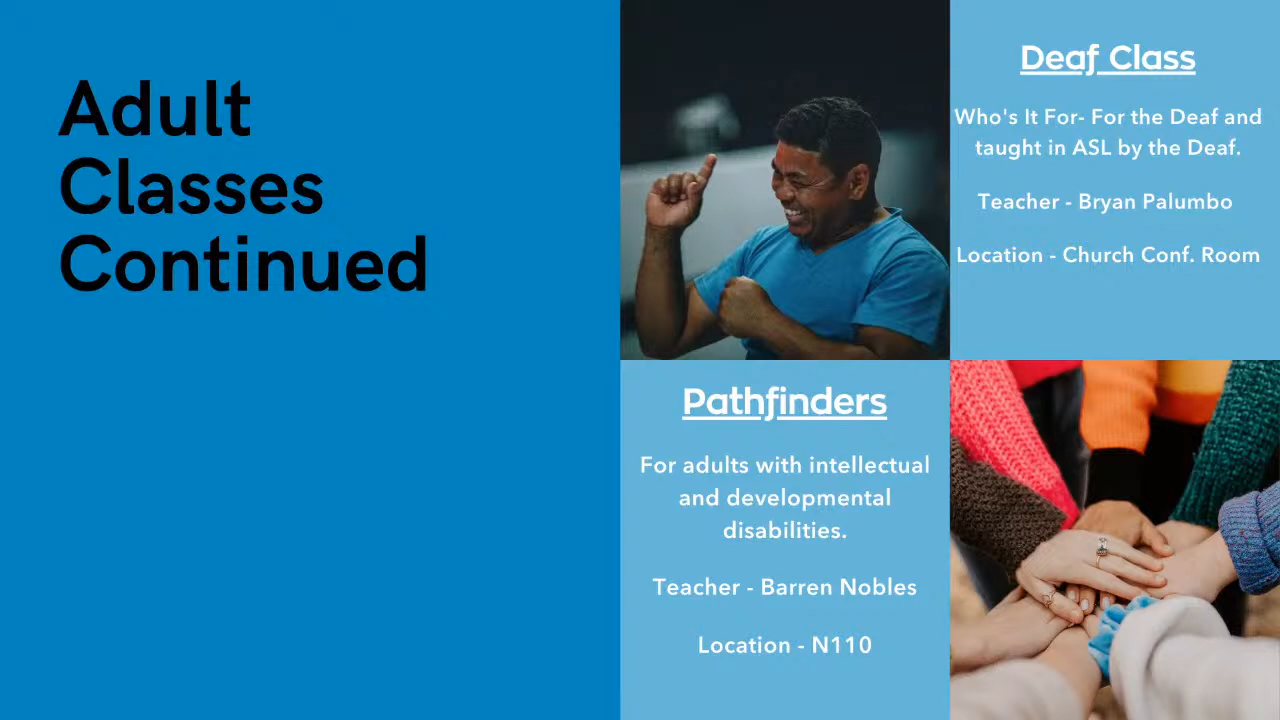 Adult
Classes
Continued
Deaf Class
Who's It For- For the Deaf and
taught in ASL by the Deaf.
Teacher - Bryan Palumbo
Location - Church Conf. Room
Pathfinders
For adults with intellectual
and developmental
disabilities.
Teacher - Barren Nobles
Location - N110